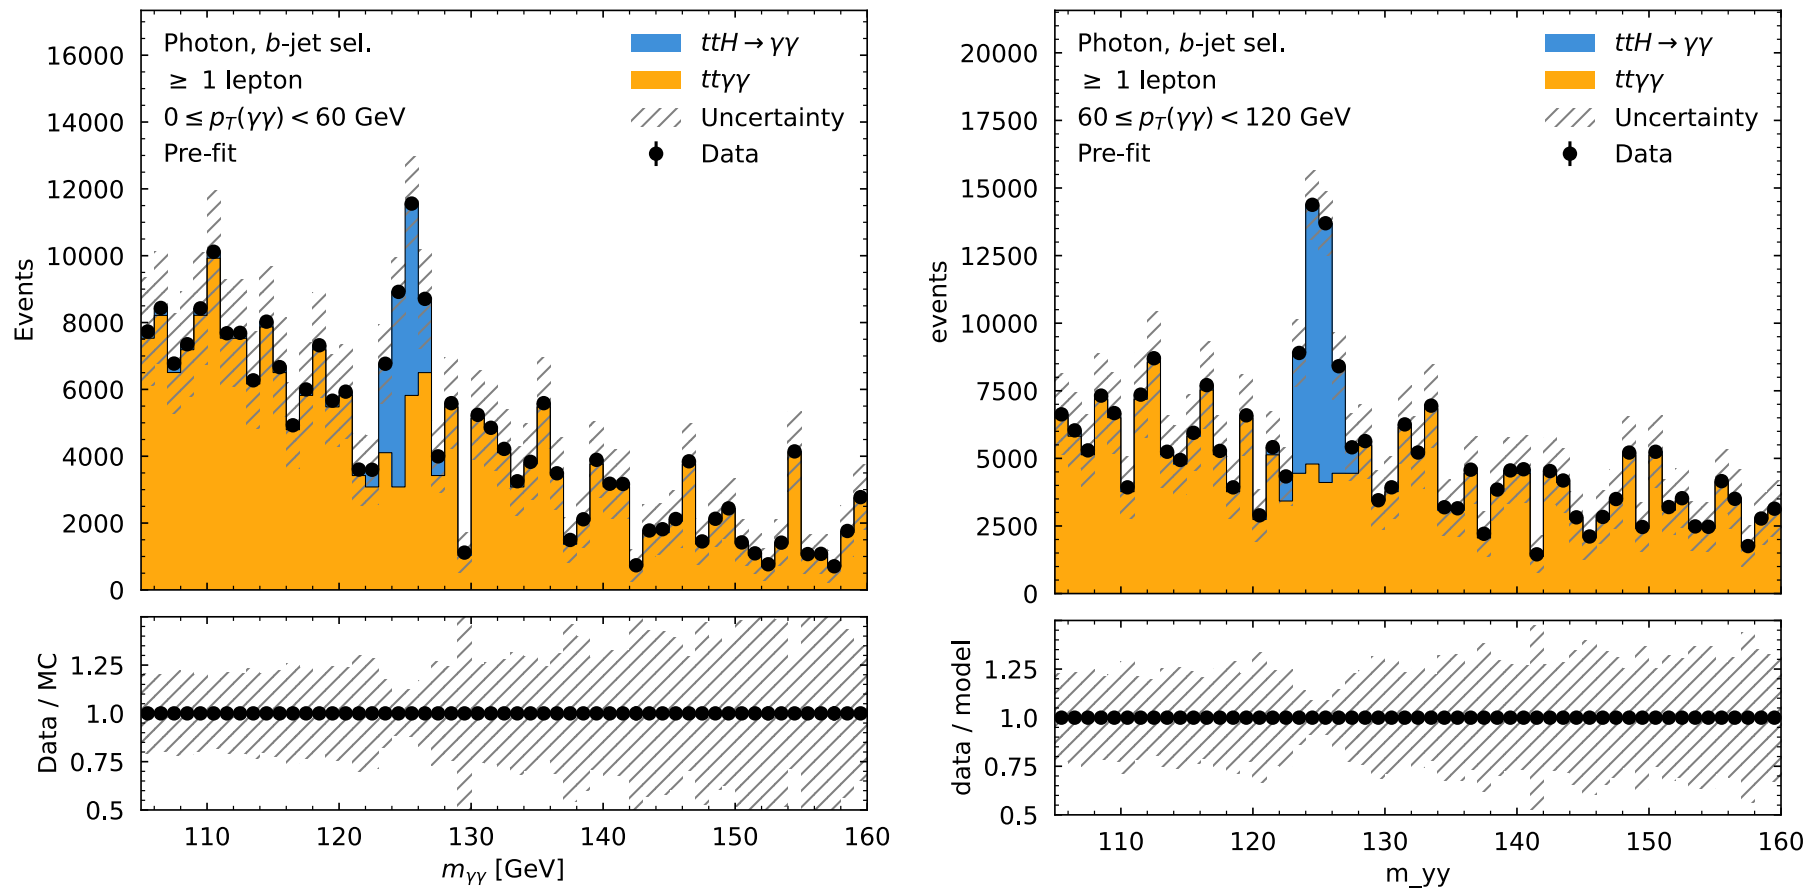 Photon, b-jet sel.
≥ 1 lepton
0 ≤ p_T(γγ) < 60 GeV
Pre-fit
ttH → γγ
ttγγ
Uncertainty
Data
Events
16000
14000
12000
10000
8000
6000
4000
2000
0
Data / MC
1.25
1.0
0.75
0.5
110 120 130 140 150 160
m_γγ [GeV]
Photon, b-jet sel.
≥ 1 lepton
60 ≤ p_T(γγ) < 120 GeV
Pre-fit
ttH → γγ
ttγγ
Uncertainty
Data
events
20000
17500
15000
12500
10000
7500
5000
2500
0
data / model
1.25
1.0
0.75
0.5
110 120 130 140 150 160
m_yy